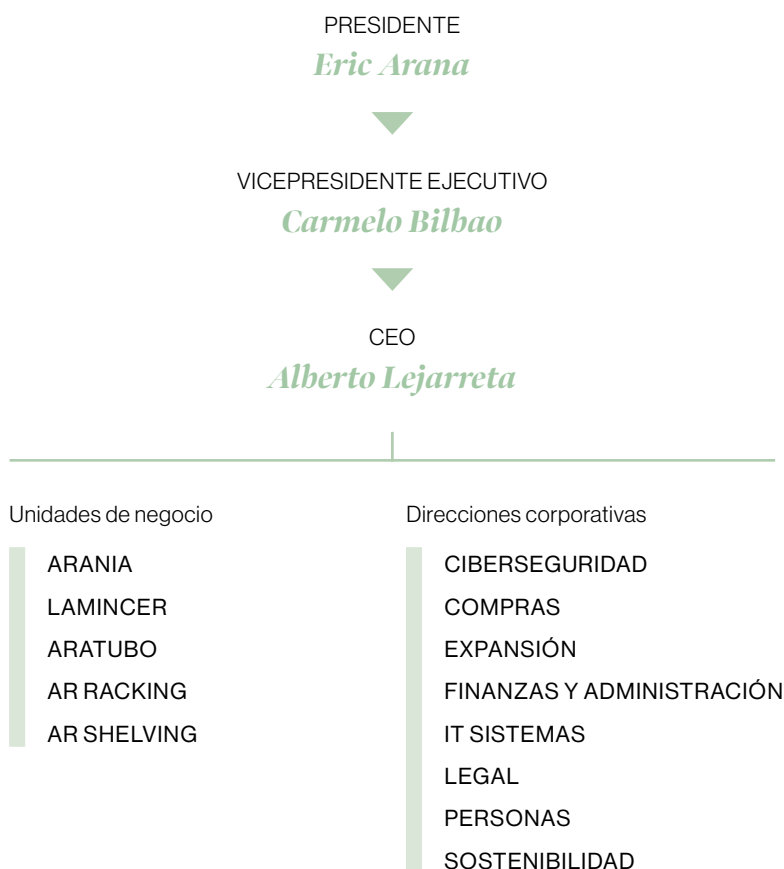 PRESIDENTE
Eric Arana
VICEPRESIDENTE EJECUTIVO
Carmelo Bilbao
CEO
Alberto Lejarreta
Unidades de negocio
ARANIA
LAMINCER
ARATUBO
AR RACKING
AR SHELVING
Direcciones corporativas
CIBERSEGURIDAD
COMPRAS
EXPANSIÓN
FINANZAS Y ADMINISTRACIÓN
IT SISTEMAS
LEGAL
PERSONAS
SOSTENIBILIDAD